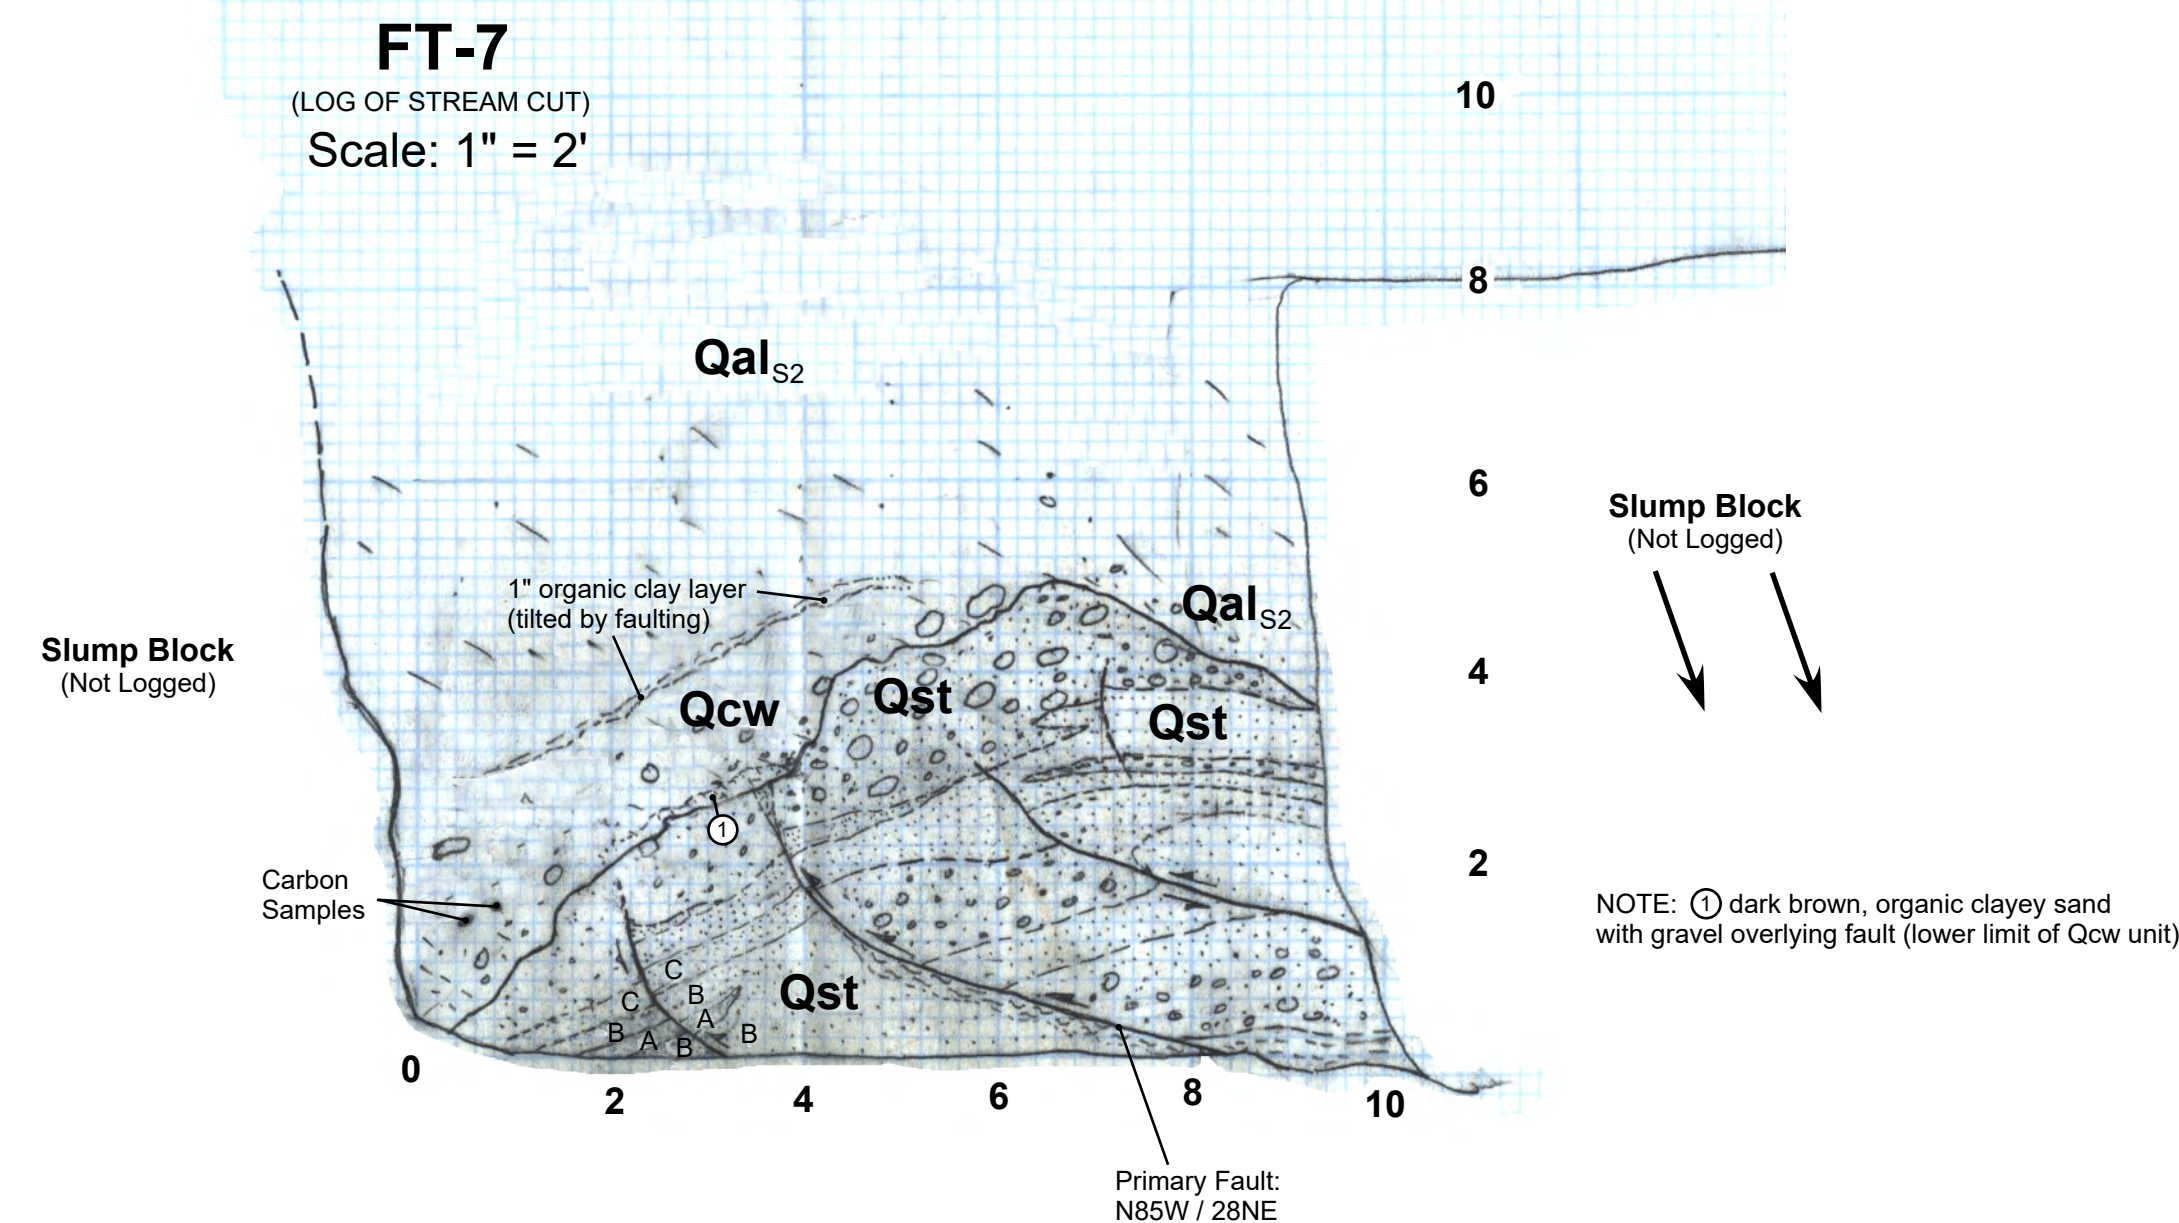 FT-7
(LOG OF STREAM CUT)
Scale: 1" = 2'
10
8
Qal S2
6
Slump Block
(Not Logged)
1" organic clay layer
(tilted by faulting)
Qal S2
Slump Block
(Not Logged)
4
Qcw
Qst
Qst
1
2
Carbon
Samples
NOTE: 1 dark brown, organic clayey sand
with gravel overlying fault (lower limit of Qcw unit)
C
B
C
A
B
A
B
B
Qst
0
2
4
6
8
10
Primary Fault:
N85W / 28NE